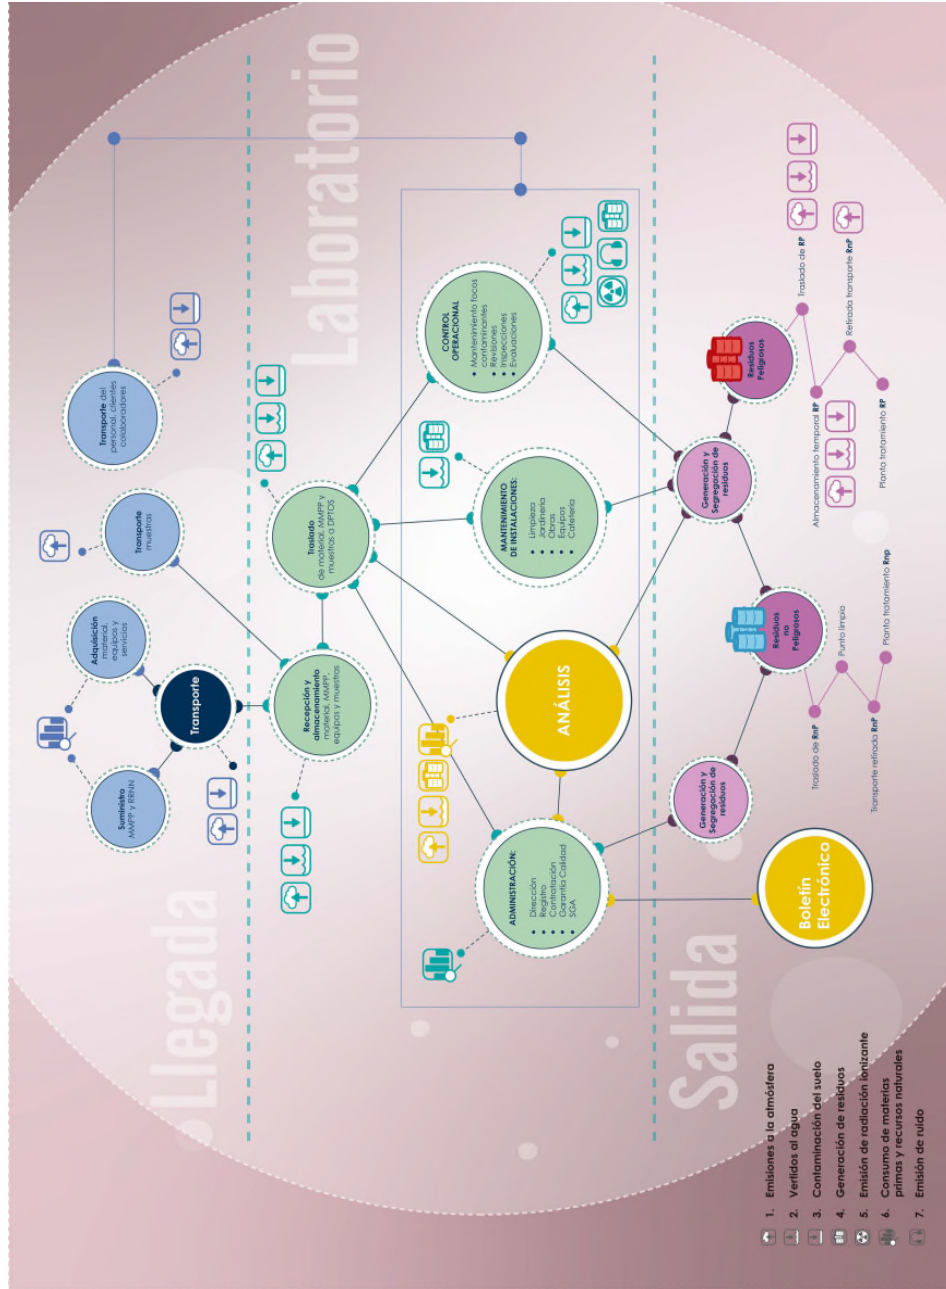 Llegada
Suministro
MMPP y RRNN
Adquisición
material,
equipos y
servicios
Transporte
Transporte
muestras
Transporte del
personal, clientes
colaboradores
Laboratorio
Recepción y
almacenamiento
material, MMPP,
equipos y muestras
Traslado
de material, MMPP y
muestras a DPTOS
ADMINISTRACIÓN:
• Dirección
• Registro
• Contratación
• Garantía Calidad
• SGA
ANÁLISIS
MANTENIMIENTO
DE INSTALACIONES:
• Limpieza
• Jardinería
• Obras
• Equipos
• Cafetería
CONTROL
OPERACIONAL
• Mantenimiento focos
contaminantes
• Revisiones
• Inspecciones
• Evaluaciones
Salida
Boletín
Electrónico
Generación y
Segregación de
residuos
Generación y
Segregación de
residuos
Residuos
no
Peligrosos
Residuos
Peligrosos
Traslado de RnP
Punto limpio
Transporte retirada RnP
Planta tratamiento Rnp
Traslado de RP
Almacenamiento temporal RP
Retirada transporte RnP
Planta tratamiento RP
1. Emisiones a la atmósfera
2. Vertidos al agua
3. Contaminación del suelo
4. Generación de residuos
5. Emisión de radiación ionizante
6. Consumo de materias
primas y recursos naturales
7. Emisión de ruido